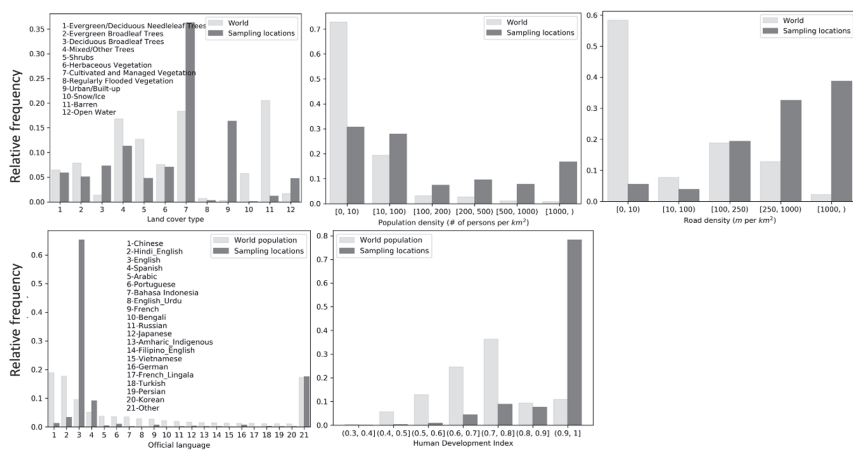 Relative frequency
0.35
0.30
0.25
0.20
0.15
0.10
0.05
0.00
1-Evergreen/Deciduous Needleleaf Trees
2-Evergreen Broadleaf Trees
3-Deciduous Broadleaf Trees
4-Mixed/Other Trees
5-Shrubs
6-Herbaceous Vegetation
7-Cultivated and Managed Vegetation
8-Regularly Flooded Vegetation
9-Urban/Built-up
10-Snow/Ice
11-Barren
12-Open Water
World
Sampling locations
1 2 3 4 5 6 7 8 9 10 11 12
Land cover type
0.7
0.6
0.5
0.4
0.3
0.2
0.1
0.0
World
Sampling locations
[0, 10) [10, 100) [100, 200) [200, 500) [500, 1000) [1000, )
Population density (# of persons per km²)
0.6
0.5
0.4
0.3
0.2
0.1
0.0
World
Sampling locations
[0, 10) [10, 100) [100, 250) [250, 1000) [1000, )
Road density (m per km²)
Relative frequency
0.6
0.5
0.4
0.3
0.2
0.1
0.0
1-Chinese
2-Hindi_English
3-English
4-Spanish
5-Arabic
6-Portuguese
7-Bahasa Indonesia
8-English_Urdu
9-French
10-Bengali
11-Russian
12-Japanese
13-Amharic_Indigenous
14-Filipino_English
15-Vietnamese
16-German
17-French_Lingala
18-Turkish
19-Persian
20-Korean
21-Other
World population
Sampling locations
1 2 3 4 5 6 7 8 9 10 11 12 13 14 15 16 17 18 19 20 21
Official language
0.8
0.7
0.6
0.5
0.4
0.3
0.2
0.1
0.0
World population
Sampling locations
(0.3, 0.4] (0.4, 0.5] (0.5, 0.6] (0.6, 0.7] (0.7, 0.8] (0.8, 0.9] (0.9, 1]
Human Development Index